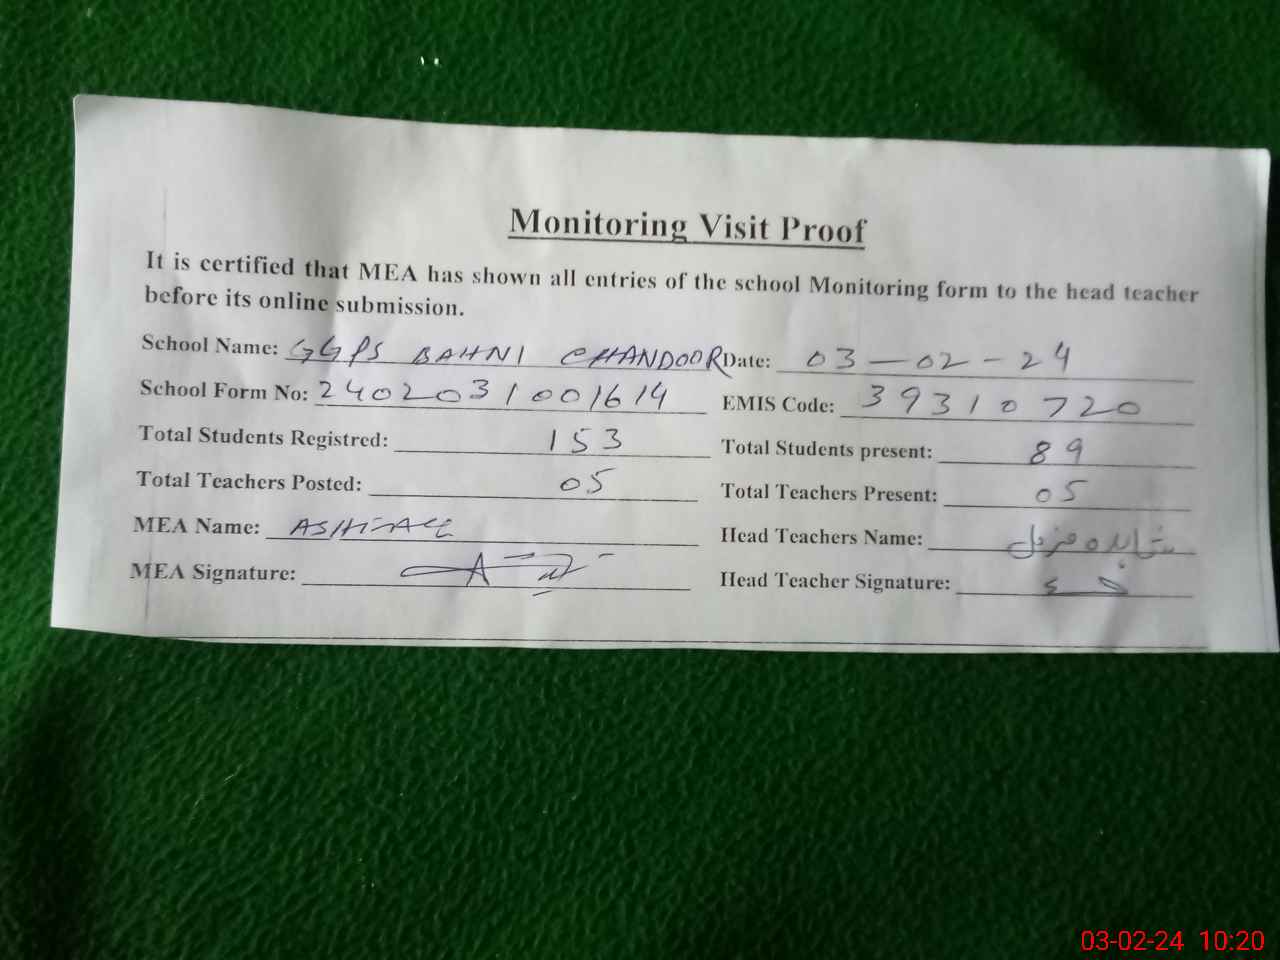 Monitoring Visit Proof
It is certified that MEA has shown all entries of the school Monitoring form to the head teacher
before its online submission.
School Name: GGPS BAHNI CHANDOOR Date: 03-02-24
School Form No: 2402031001614 EMIS Code: 39310720
Total Students Registred: 153 Total Students present: 89
Total Teachers Posted: 05 Total Teachers Present: 05
MEA Name: Head Teachers Name: شاہدہ
MEA Signature: Head Teacher Signature:
03-02-24 10:20